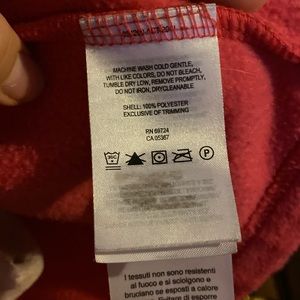 MACHINE WASH COLD GENTLE,
WITH LIKE COLORS, DO NOT BLEACH,
TUMBLE DRY LOW, REMOVE PROMPTLY,
DO NOT IRON, DRYCLEANABLE
SHELL: 100% POLYESTER
EXCLUSIVE OF TRIMMING
RN 69724
CA 05367
30C
P
I tessuti non sono resistenti
al fuoco e si sciolgono e
bruciano se esposti a calore